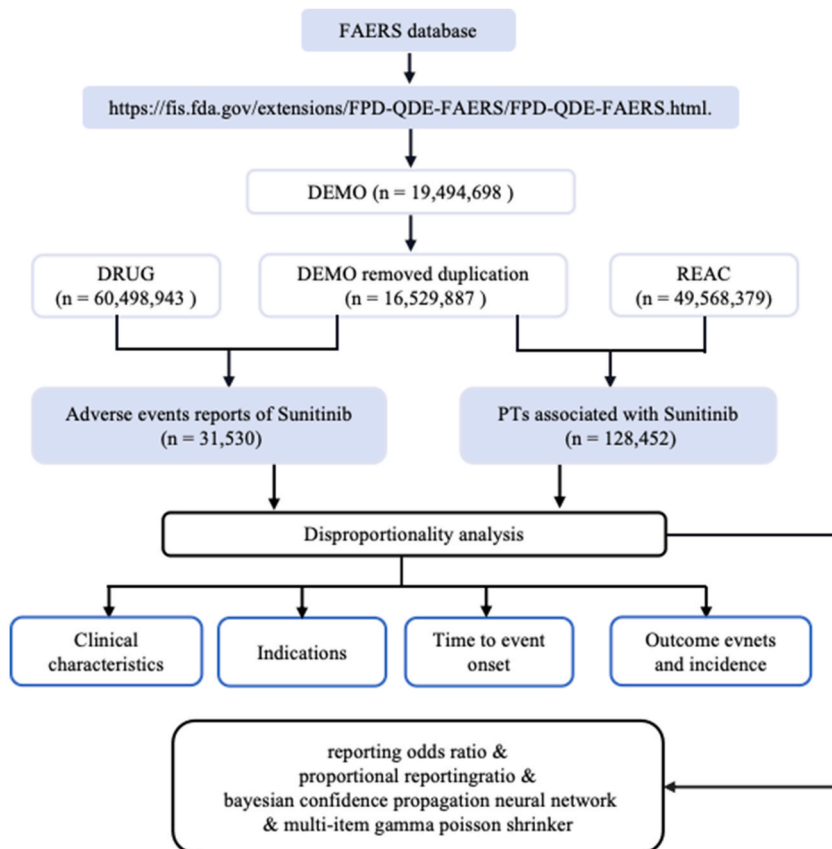 FAERS database
https://fis.fda.gov/extensions/FPD-QDE-FAERS/FPD-QDE-FAERS.html.
DEMO (n = 19,494,698 )
DRUG
(n = 60,498,943 )
DEMO removed duplication
(n = 16,529,887 )
REAC
(n = 49,568,379)
Adverse events reports of Sunitinib
(n = 31,530)
PTs associated with Sunitinib
(n = 128,452)
Disproportionality analysis
Clinical
characteristics
Indications
Time to event
onset
Outcome evnets
and incidence
reporting odds ratio &
proportional reportingratio &
bayesian confidence propagation neural network
& multi-item gamma poisson shrinker